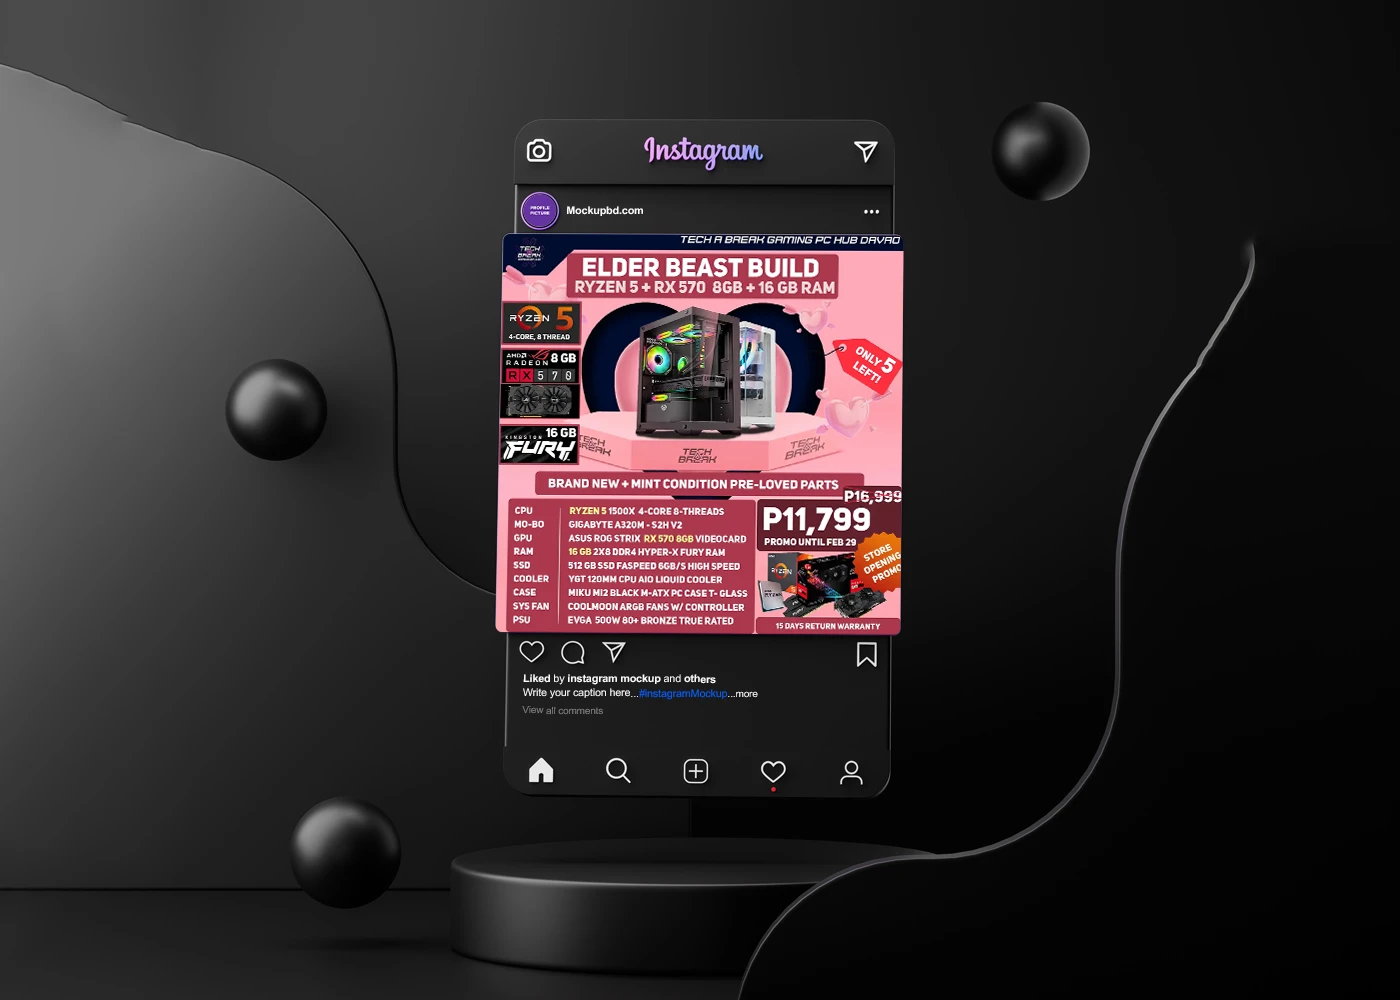 Instagram
PROFILE
PICTURE
Mockupbd.com
TECH
BREAK
TECH A BREAK GAMING PC HUB DAVAO
ELDER BEAST BUILD
RYZEN 5 + RX 570 8GB + 16 GB RAM
RYZEN 5
4-CORE, 8 THREAD
AMD RADEON 8 GB
RX 570
KINGSTON 16 GB
FURY
ONLY 5
LEFT!
TECH
BREAK
TECH
BREAK
TECH
BREAK
BRAND NEW + MINT CONDITION PRE-LOVED PARTS
CPU RYZEN 5 1500X 4-CORE 8-THREADS
MO-BO GIGABYTE A320M - S2H V2
GPU ASUS ROG STRIX RX 570 8GB VIDEOCARD
RAM 16 GB 2X8 DDR4 HYPER-X FURY RAM
SSD 512 GB SSD FASPEED 6GB/S HIGH SPEED
COOLER YGT 120MM CPU AIO LIQUID COOLER
CASE MIKU MI2 BLACK M-ATX PC CASE T- GLASS
SYS FAN COOLMOON ARGB FANS W/ CONTROLLER
PSU EVGA 500W 80+ BRONZE TRUE RATED
P16,999
P11,799
PROMO UNTIL FEB 29
STORE
OPENING
PROMO
RYZEN
RYZEN
FURY
15 DAYS RETURN WARRANTY
Liked by instagram mockup and others
Write your caption here...#instagramMockup...more
View all comments